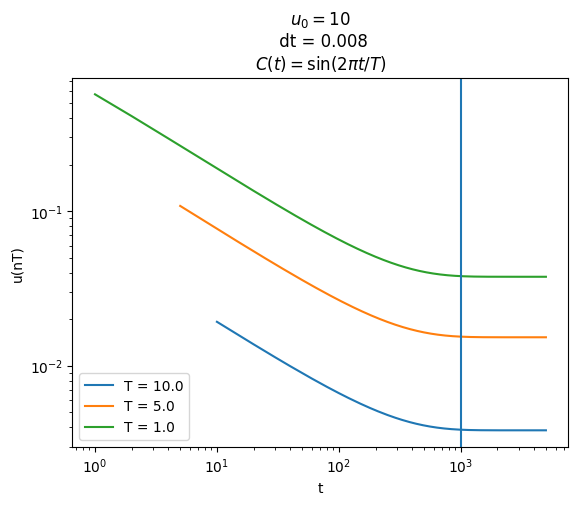 u₀ = 10
dt = 0.008
C(t) = sin(2πt/T)
u(nT)
10⁻¹
10⁻²
T = 10.0
T = 5.0
T = 1.0
10⁰
10¹
10²
10³
t